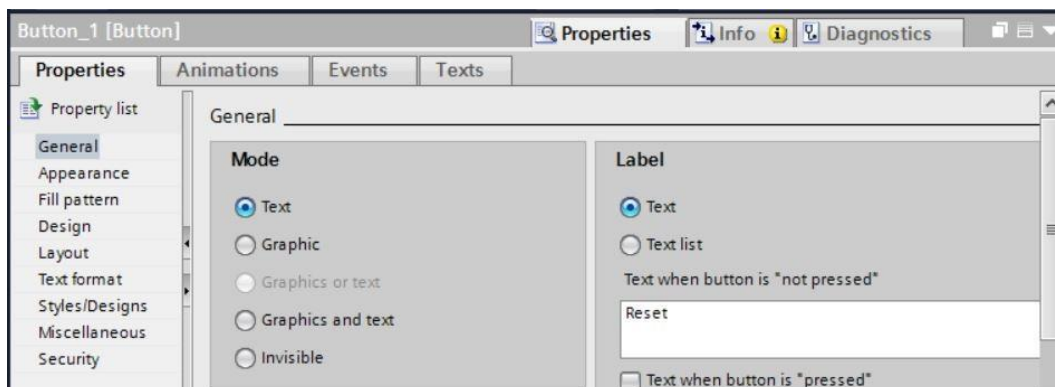 Button_1 [Button]
Properties
Info
Diagnostics
Properties
Animations
Events
Texts
Property list
General
Appearance
Fill pattern
Design
Layout
Text format
Styles/Designs
Miscellaneous
Security
General
Mode
Text
Graphic
Graphics or text
Graphics and text
Invisible
Label
Text
Text list
Text when button is "not pressed"
Reset
Text when button is "pressed"